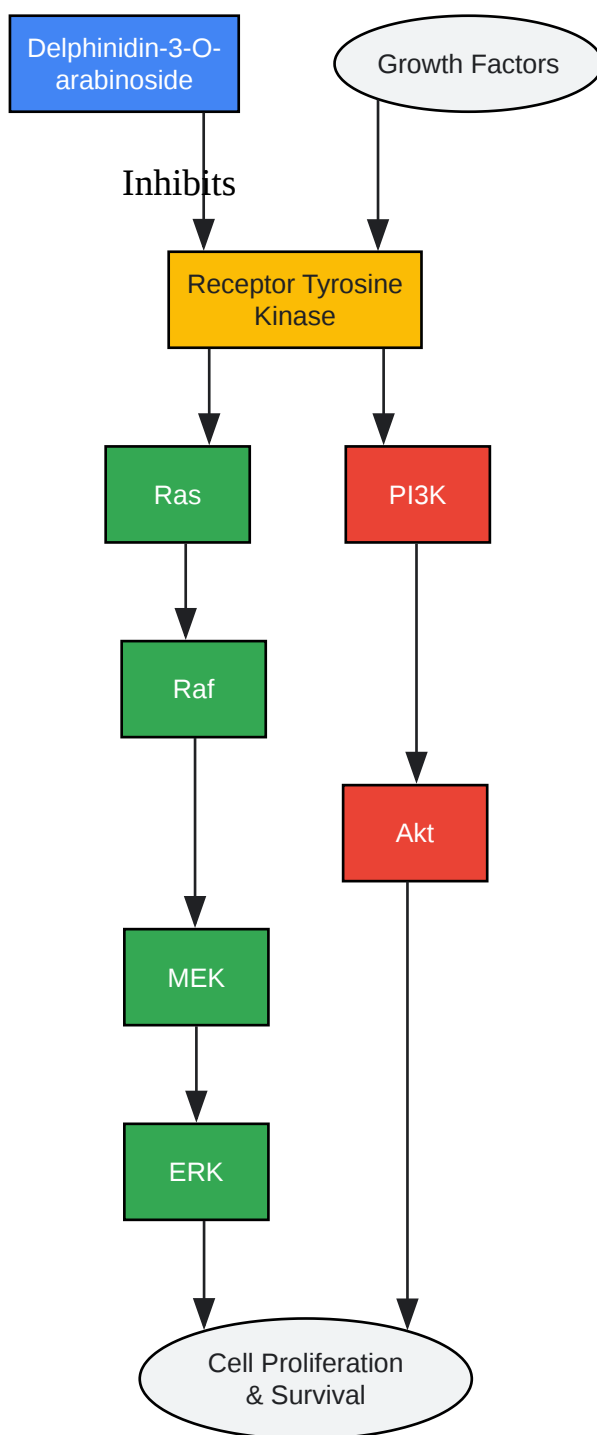 Delphinidin-3-O-
arabinoside
Growth Factors
Inhibits
Receptor Tyrosine
Kinase
Ras
PI3K
Raf
Akt
MEK
ERK
Cell Proliferation
& Survival